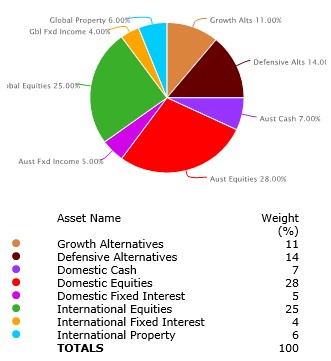 Global Property 6.00%
Growth Alts 11.00%
Gbl Fxd Income 4.00%
Defensive Alts 14.0
bal Equities 25.00%
Aust Cash 7.00%
Aust Fxd Income 5.00%
Aust Equities 28.00%
Asset Name Weight
(%)
Growth Alternatives 11
Defensive Alternatives 14
Domestic Cash 7
Domestic Equities 28
Domestic Fixed Interest 5
International Equities 25
International Fixed Interest 4
International Property 6
TOTALS 100